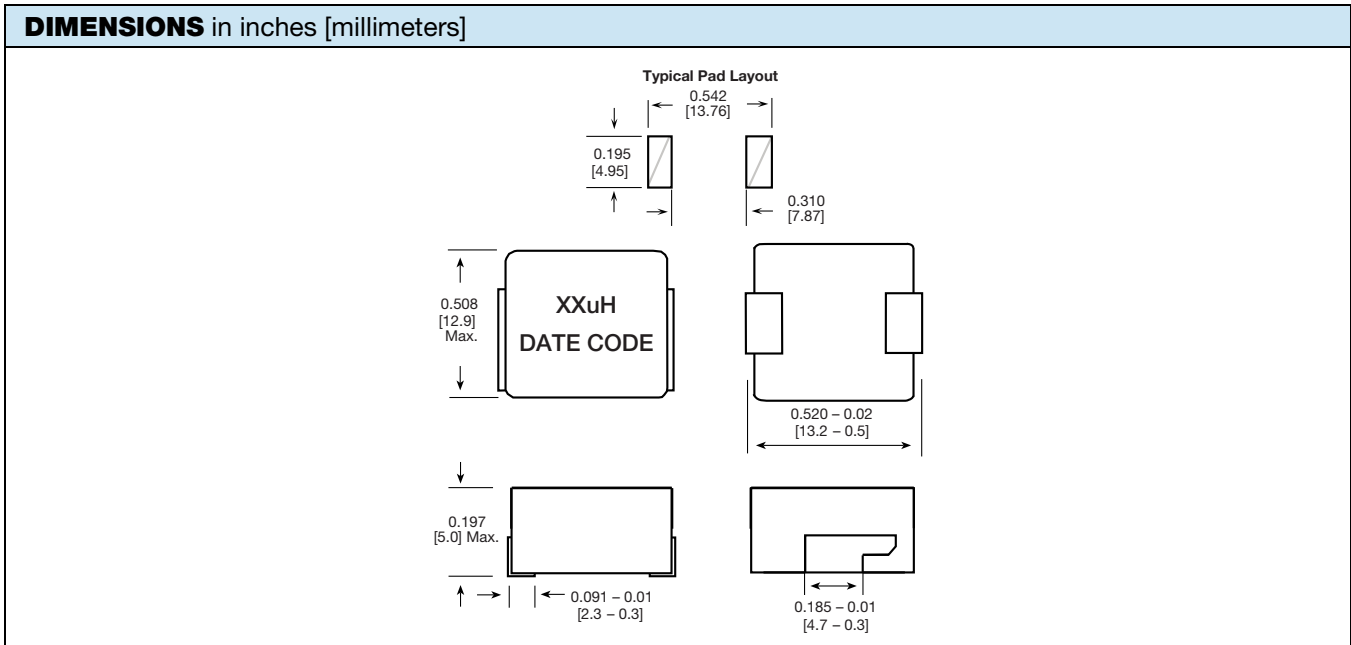 DIMENSIONS in inches [millimeters]
Typical Pad Layout
0.542
[13.76]
0.195
[4.95]
0.310
[7.87]
0.508
[12.9]
Max.
XXuH
DATE CODE
0.520 – 0.02
[13.2 – 0.5]
0.197
[5.0] Max.
0.091 – 0.01
[2.3 – 0.3]
0.185 – 0.01
[4.7 – 0.3]